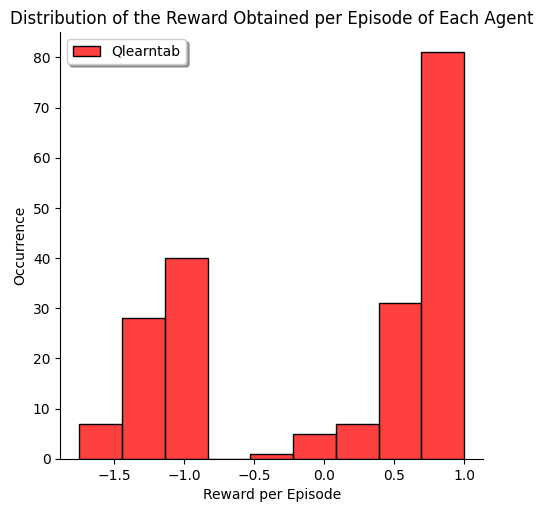 Distribution of the Reward Obtained per Episode of Each Agent
Qlearntab
80
70
60
50
40
30
20
10
0
Occurrence
−1.5 −1.0 −0.5 0.0 0.5 1.0
Reward per Episode